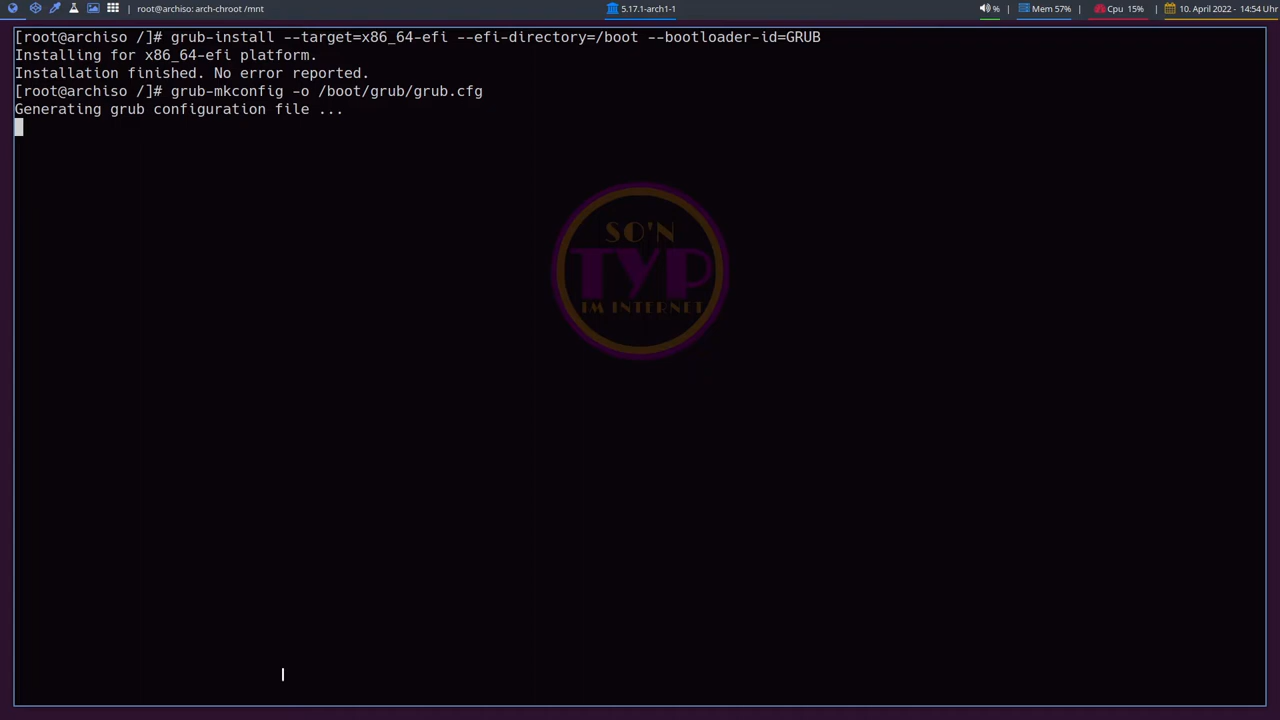 root@archiso: arch-chroot /mnt
5.17.1-arch1-1
% | Mem 57% | Cpu 15% | 10. April 2022 - 14:54 Uhr
[root@archiso /]# grub-install --target=x86_64-efi --efi-directory=/boot --bootloader-id=GRUB
Installing for x86_64-efi platform.
Installation finished. No error reported.
[root@archiso /]# grub-mkconfig -o /boot/grub/grub.cfg
Generating grub configuration file ...
SO'N
TYP
IM INTERNET